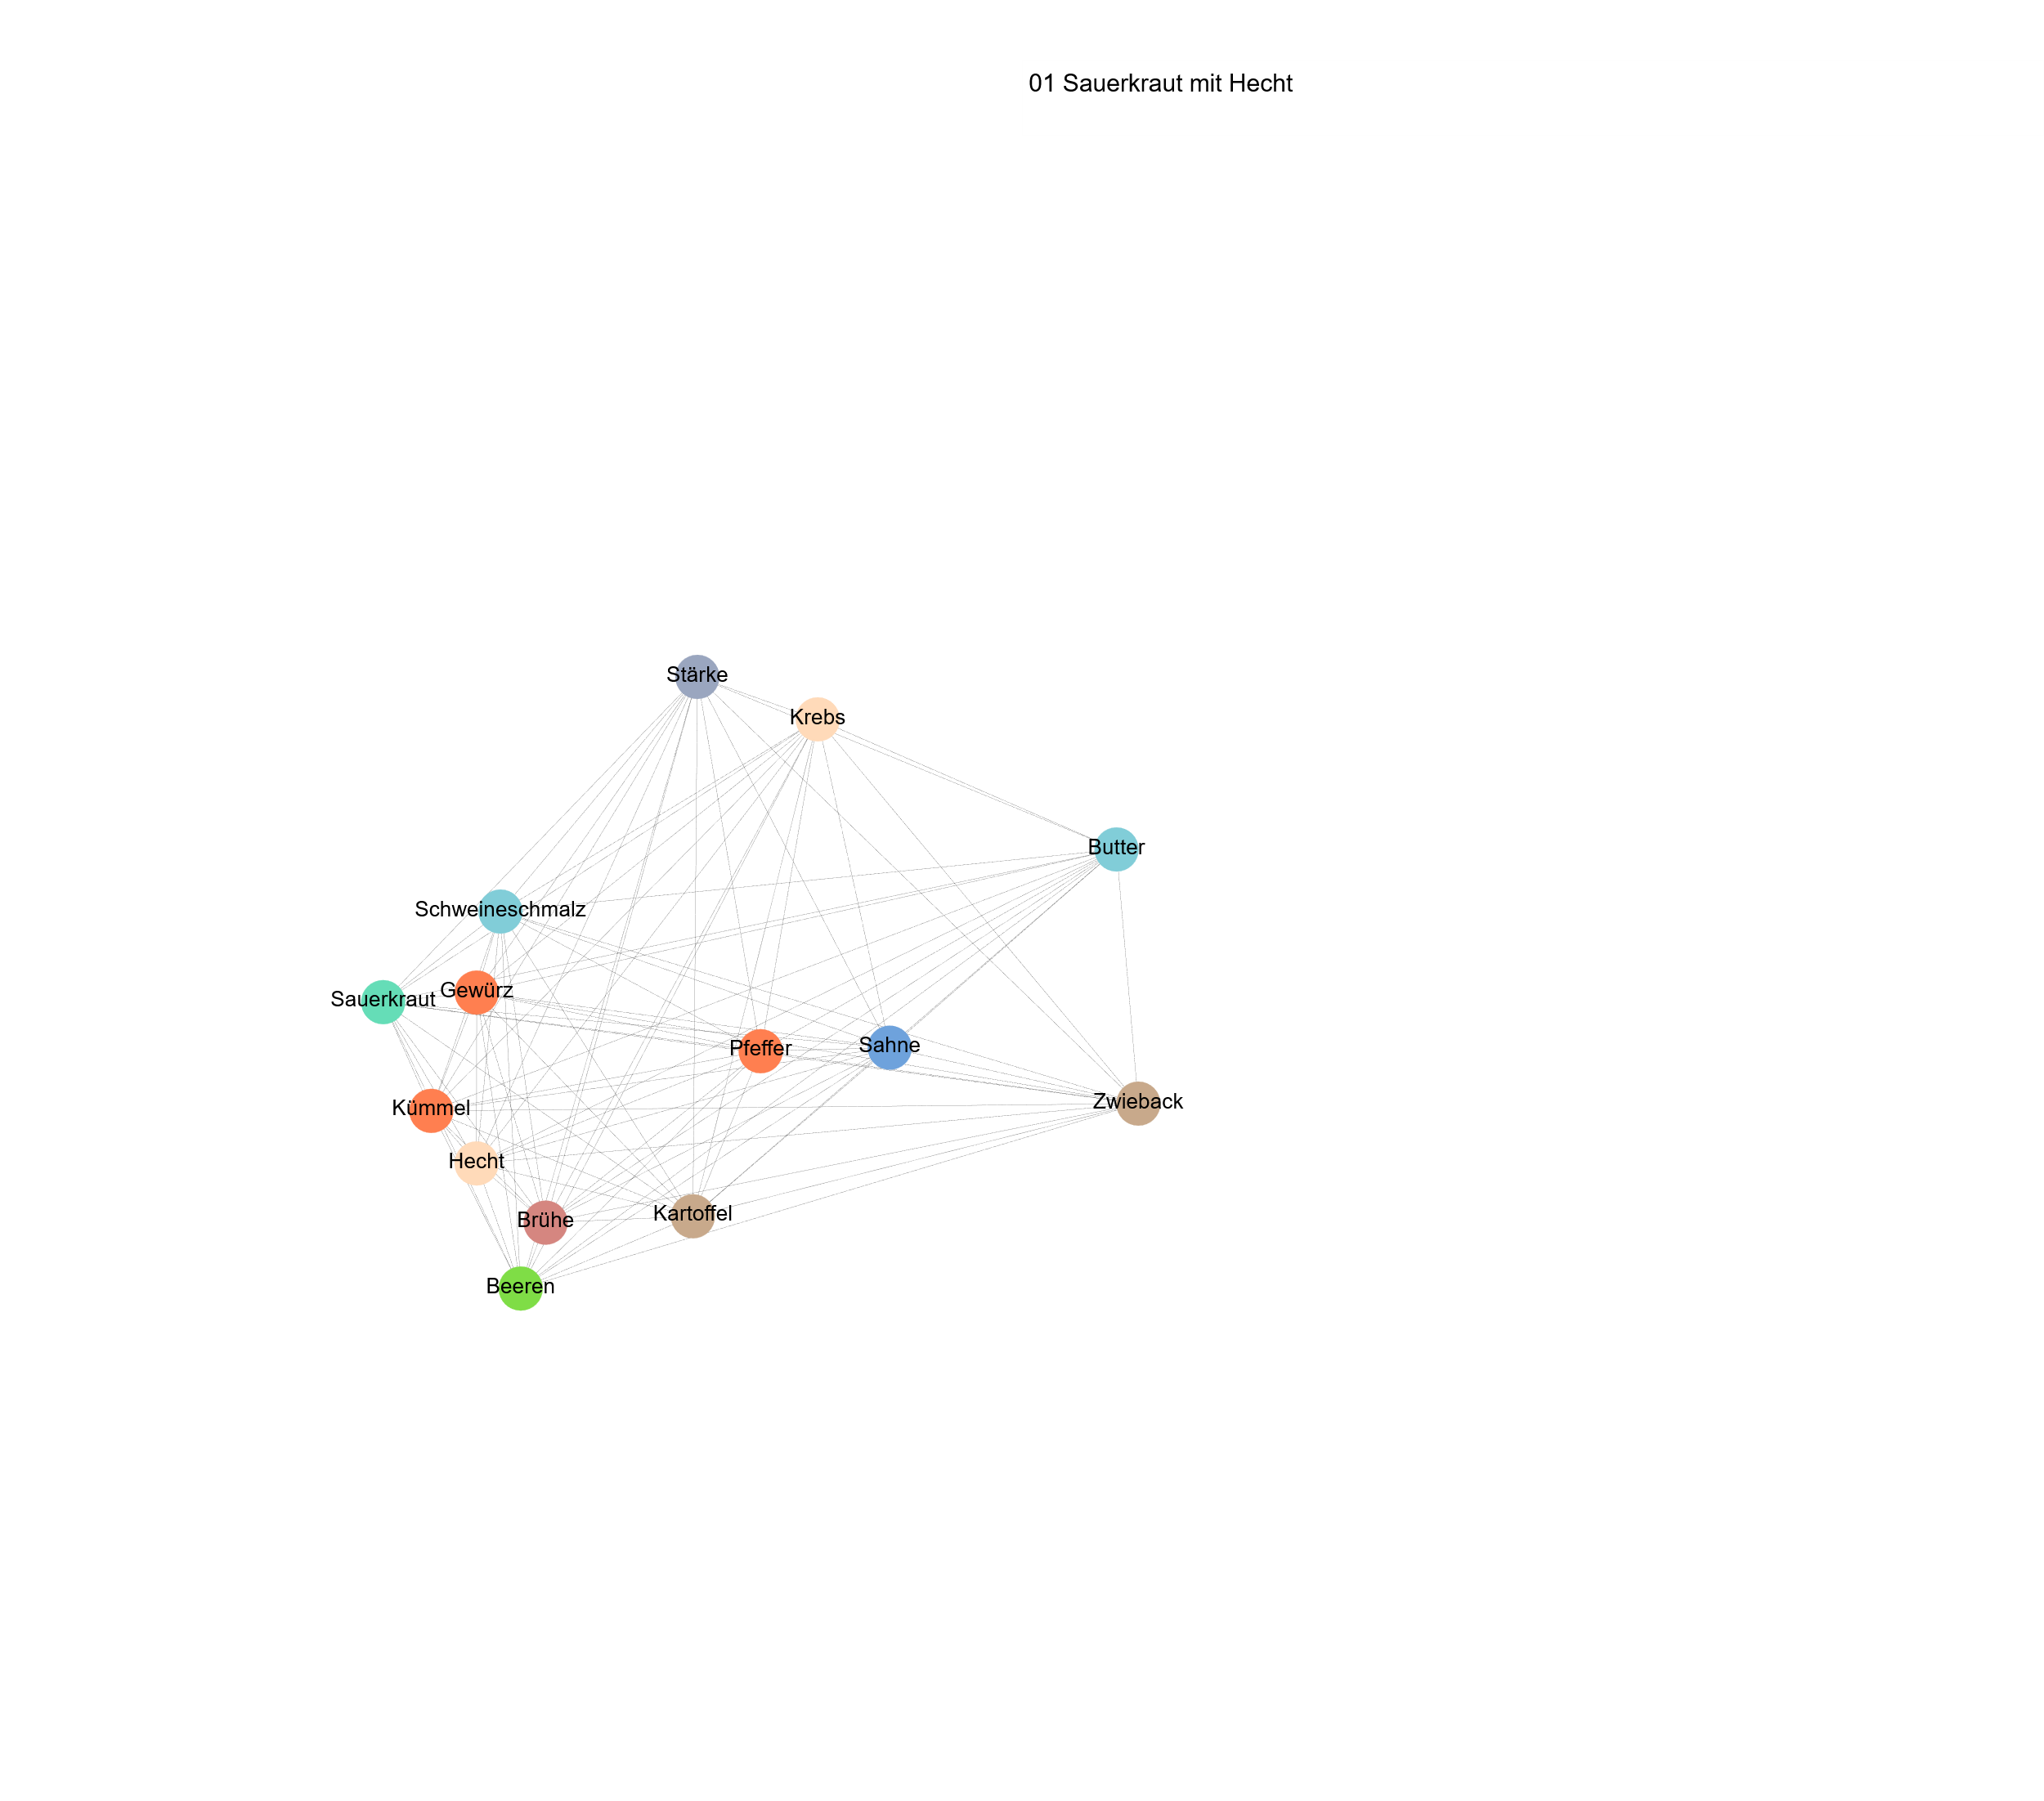 01 Sauerkraut mit Hecht
Stärke
Krebs
Butter
Schweineschmalz
Gewürz
Sauerkraut
Pfeffer
Sahne
Zwieback
Kümmel
Hecht
Kartoffel
Brühe
Beeren